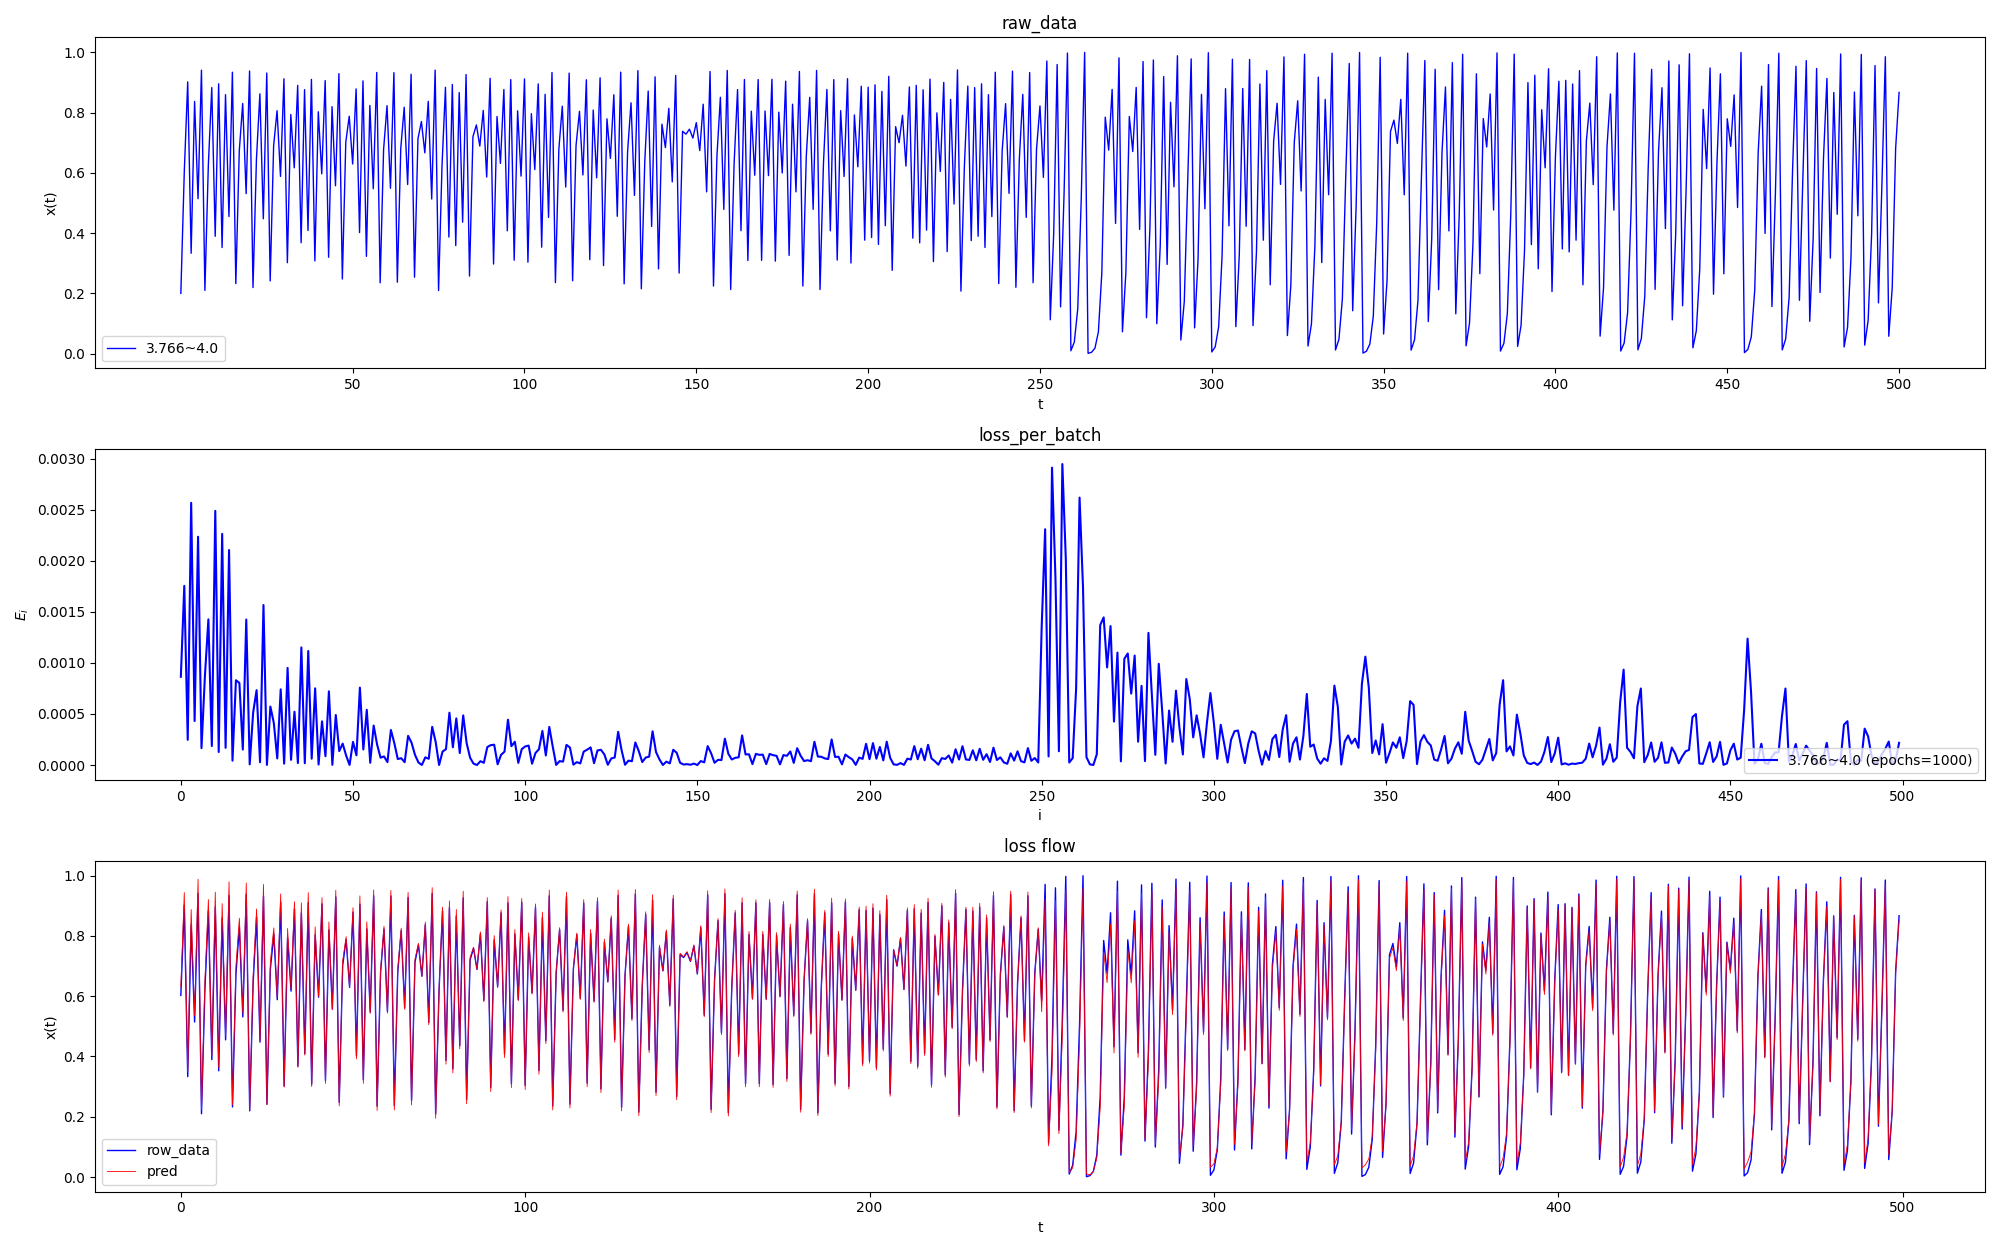 raw_data
x(t)
1.0
0.8
0.6
0.4
0.2
0.0
3.766~4.0
50 100 150 200 250 300 350 400 450 500
t
loss_per_batch
E_i
0.0030
0.0025
0.0020
0.0015
0.0010
0.0005
0.0000
3.766~4.0 (epochs=1000)
0 50 100 150 200 250 300 350 400 450 500
i
loss flow
x(t)
1.0
0.8
0.6
0.4
0.2
0.0
row_data
pred
0 100 200 300 400 500
t